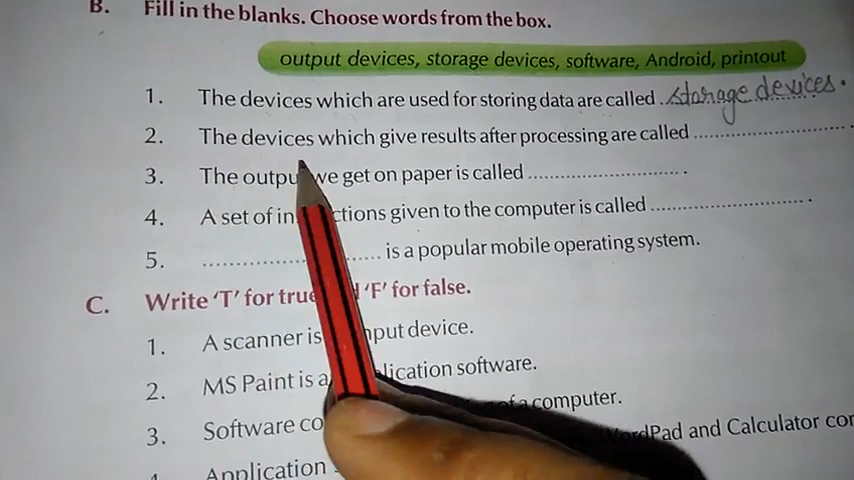 B. Fill in the blanks. Choose words from the box.
output devices, storage devices, software, Android, printout
1. The devices which are used for storing data are called storage devices.
2. The devices which give results after processing are called ..............................
3. The outpu we get on paper is called ..............................
4. A set of in ctions given to the computer is called ..............................
5. .............................. is a popular mobile operating system.
C. Write 'T' for true 'F' for false.
1. A scanner is put device.
2. MS Paint is a lication software.
3. Software co of a computer.
WordPad and Calculator
Application